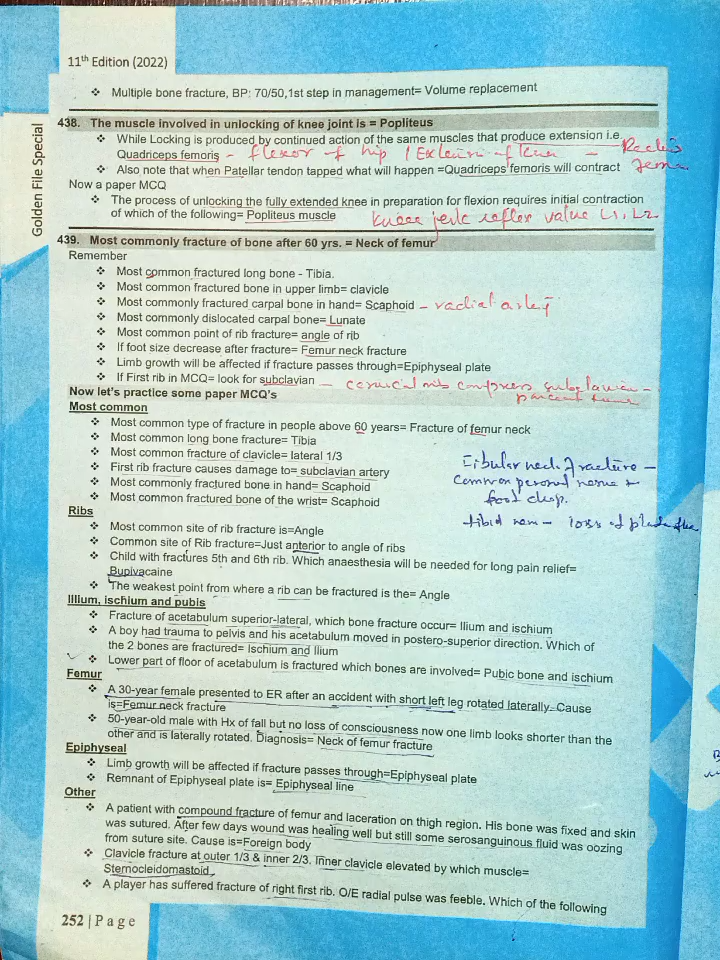 11th Edition (2022)
❖ Multiple bone fracture, BP: 70/50,1st step in management= Volume replacement
Golden File Special
438. The muscle involved in unlocking of knee joint is = Popliteus
❖ While Locking is produced by continued action of the same muscles that produce extension i.e.
Quadriceps femoris - flexor of hip / Extensor of knee - Rectus
❖ Also note that when Patellar tendon tapped what will happen =Quadriceps femoris will contract
Now a paper MCQ
❖ The process of unlocking the fully extended knee in preparation for flexion requires initial contraction
of which of the following= Popliteus muscle
jerk reflex value L1, L2
439. Most commonly fracture of bone after 60 yrs. = Neck of femur
Remember
❖ Most common fractured long bone - Tibia.
❖ Most common fractured bone in upper limb= clavicle
❖ Most commonly fractured carpal bone in hand= Scaphoid - radial
❖ Most commonly dislocated carpal bone= Lunate
❖ Most common point of rib fracture= angle of rib
❖ If foot size decrease after fracture= Femur neck fracture
❖ Limb growth will be affected if fracture passes through=Epiphyseal plate
❖ If First rib in MCQ= look for subclavian - cervical rib compress subclavian -
Now let's practice some paper MCQ's
Most common
❖ Most common type of fracture in people above 60 years= Fracture of femur neck
❖ Most common long bone fracture= Tibia
❖ Most common fracture of clavicle= lateral 1/3
❖ First rib fracture causes damage to= subclavian artery
❖ Most commonly fractured bone in hand= Scaphoid
❖ Most common fractured bone of the wrist= Scaphoid
Fibular neck fracture -
common peroneal nerve
foot drop.
- loss of
Ribs
❖ Most common site of rib fracture is=Angle
❖ Common site of Rib fracture=Just anterior to angle of ribs
❖ Child with fractures 5th and 6th rib. Which anaesthesia will be needed for long pain relief=
Bupivacaine
❖ The weakest point from where a rib can be fractured is the= Angle
Illium, ischium and pubis
❖ Fracture of acetabulum superior-lateral, which bone fracture occur= Ilium and ischium
❖ A boy had trauma to pelvis and his acetabulum moved in postero-superior direction. Which of
the 2 bones are fractured= Ischium and Ilium
❖ Lower part of floor of acetabulum is fractured which bones are involved= Pubic bone and ischium
Femur
❖ A 30-year female presented to ER after an accident with short left leg rotated laterally. Cause
is=Femur neck fracture
❖ 50-year-old male with Hx of fall but no loss of consciousness now one limb looks shorter than the
other and is laterally rotated. Diagnosis= Neck of femur fracture
Epiphyseal
❖ Limb growth will be affected if fracture passes through=Epiphyseal plate
❖ Remnant of Epiphyseal plate is= Epiphyseal line
Other
❖ A patient with compound fracture of femur and laceration on thigh region. His bone was fixed and skin
was sutured. After few days wound was healing well but still some serosanguinous fluid was oozing
from suture site. Cause is=Foreign body
❖ Clavicle fracture at outer 1/3 & inner 2/3. Inner clavicle elevated by which muscle=
Sternocleidomastoid
❖ A player has suffered fracture of right first rib. O/E radial pulse was feeble. Which of the following
252 | Page